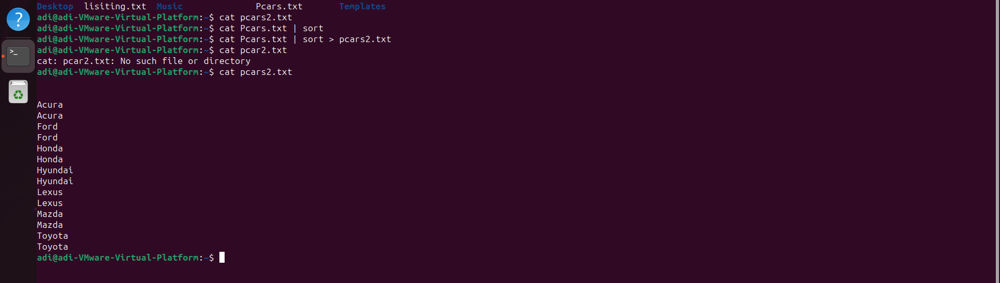 Desktop  lisiting.txt  Music              Pcars.txt       Templates
adi@adi-VMware-Virtual-Platform:~$ cat pcars2.txt
adi@adi-VMware-Virtual-Platform:~$ cat Pcars.txt | sort
adi@adi-VMware-Virtual-Platform:~$ cat Pcars.txt | sort > pcars2.txt
adi@adi-VMware-Virtual-Platform:~$ cat pcar2.txt
cat: pcar2.txt: No such file or directory
adi@adi-VMware-Virtual-Platform:~$ cat pcars2.txt
Acura
Acura
Ford
Ford
Honda
Honda
Hyundai
Hyundai
Lexus
Lexus
Mazda
Mazda
Toyota
Toyota
adi@adi-VMware-Virtual-Platform:~$